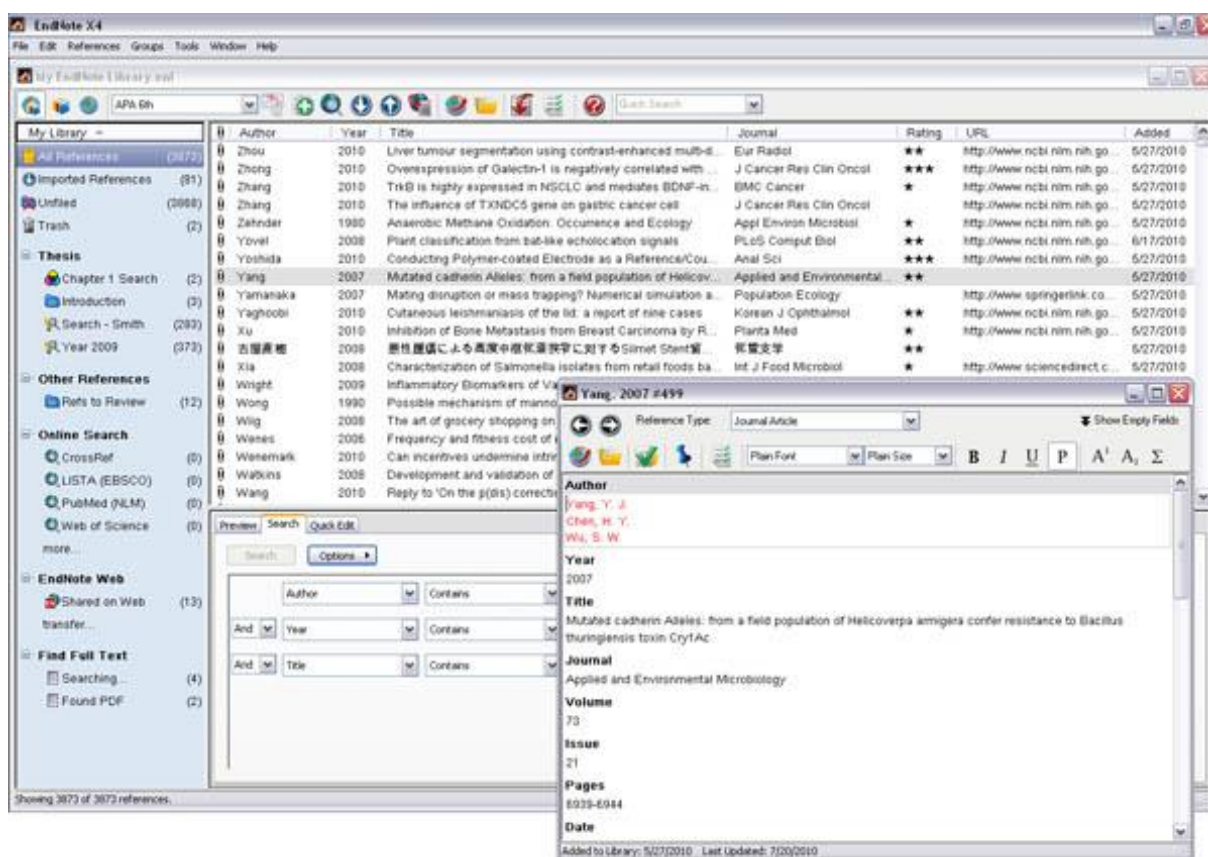 EndNote X4
File Edit References Groups Tools Window Help
My EndNote Library.enl
APA 6th Quick Search
My Library
All References (3873)
Imported References (81)
Unfiled (3868)
Trash (2)
Thesis
Chapter 1 Search (2)
Introduction (3)
Search - Smith (283)
Year 2009 (373)
Other References
Refs to Review (12)
Online Search
CrossRef (0)
LISTA (EBSCO) (0)
PubMed (NLM) (0)
Web of Science (0)
more...
EndNote Web
Shared on Web (13)
transfer...
Find Full Text
Searching... (4)
Found PDF (2)
Showing 3873 of 3873 references.
Author Year Title Journal Rating URL Added
Zhou 2010 Liver tumour segmentation using contrast-enhanced multi-d... Eur Radiol ★★ http://www.ncbi.nlm.nih.go... 5/27/2010
Zhong 2010 Overexpression of Galectin-1 is negatively correlated with ... J Cancer Res Clin Oncol ★★★ http://www.ncbi.nlm.nih.go... 5/27/2010
Zhang 2010 TrkB is highly expressed in NSCLC and mediates BDNF-in... BMC Cancer ★ http://www.ncbi.nlm.nih.go... 5/27/2010
Zhang 2010 The influence of TXNDC5 gene on gastric cancer cell J Cancer Res Clin Oncol http://www.ncbi.nlm.nih.go... 5/27/2010
Zehnder 1980 Anaerobic Methane Oxidation: Occurrence and Ecology Appl Environ Microbiol ★ http://www.ncbi.nlm.nih.go... 5/27/2010
Yovel 2008 Plant classification from bat-like echolocation signals PLoS Comput Biol ★★ http://www.ncbi.nlm.nih.go... 6/17/2010
Yoshida 2010 Conducting Polymer-coated Electrode as a Reference/Cou... Anal Sci ★★★ http://www.ncbi.nlm.nih.go... 5/27/2010
Yang 2007 Mutated cadherin Alleles: from a field population of Helicov... Applied and Environmental... ★★ 5/27/2010
Yamanaka 2007 Mating disruption or mass trapping? Numerical simulation a... Population Ecology http://www.springerlink.co... 5/27/2010
Yaghoobi 2010 Cutaneous leishmaniasis of the lid: a report of nine cases Korean J Ophthalmol ★★ http://www.ncbi.nlm.nih.go... 5/27/2010
Xu 2010 Inhibition of Bone Metastasis from Breast Carcinoma by R... Planta Med ★ http://www.ncbi.nlm.nih.go... 5/27/2010
2008 Stent ★★ 5/27/2010
Xia 2008 Characterization of Salmonella isolates from retail foods ba... Int J Food Microbiol ★ http://www.sciencedirect.c... 5/27/2010
Wright 2009 Inflammatory Biomarkers of Va
Wong 1990 Possible mechanism of manno
Wiig 2008 The art of grocery shopping on
Wenes 2006 Frequency and fitness cost of
Wenemark 2010 Can incentives undermine intrin
Watkins 2008 Development and validation of
Wang 2010 Reply to 'On the p(dis) correctio
Preview Search Quick Edit
Search Options
Author Contains
And Year Contains
And Title Contains
Yang, 2007 #499
Reference Type: Journal Article Show Empty Fields
Plain Font Plain Size B I U P A¹ A₁ Σ
Author
Yang, Y. J.
Chen, H. Y.
Wu, S. W.
Year
2007
Title
Mutated cadherin Alleles: from a field population of Helicoverpa armigera confer resistance to Bacillus
thuringiensis toxin Cry1Ac
Journal
Applied and Environmental Microbiology
Volume
73
Issue
21
Pages
6939-6944
Date
Added to Library: 5/27/2010 Last Updated: 7/20/2010